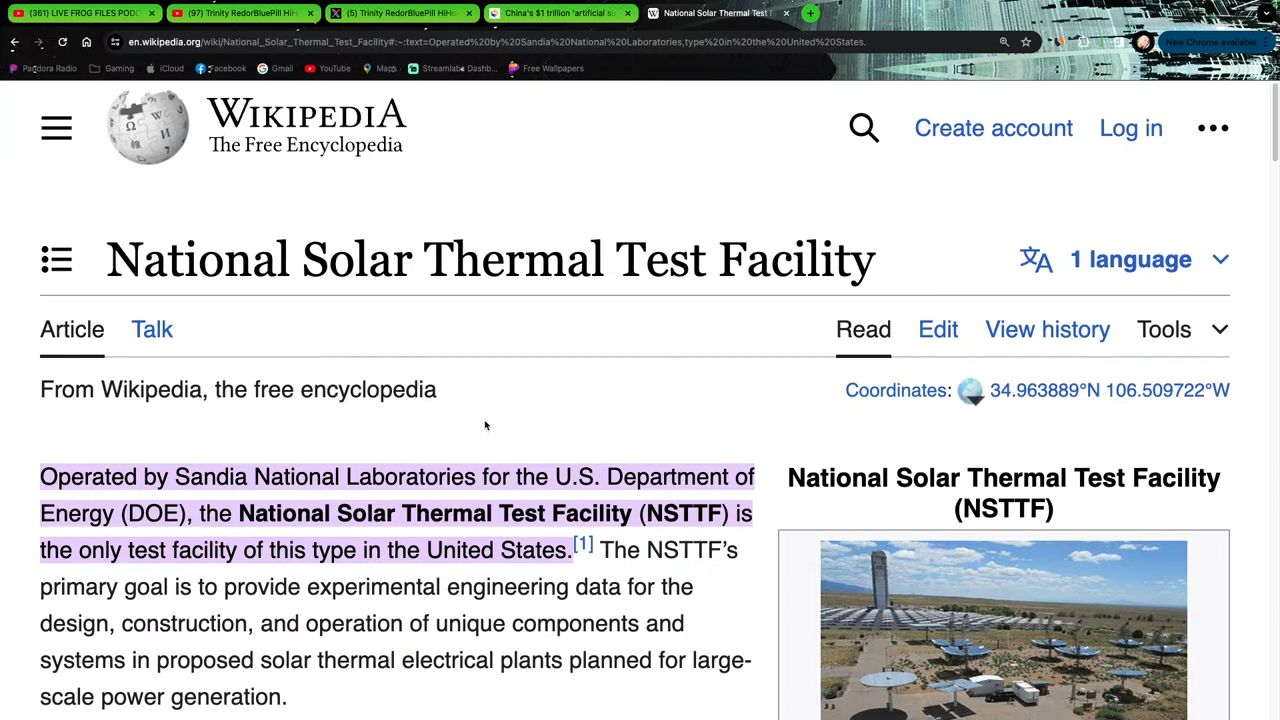 (361) LIVE FROG FILES PODC
(97) Trinity RedorBluePill HiHo
(5) Trinity RedorBluePill HiHo
China's $1 trillion 'artificial su
National Solar Thermal Test F
en.wikipedia.org/wiki/National_Solar_Thermal_Test_Facility#:~:text=Operated%20by%20Sandia%20National%20Laboratories,type%20in%20the%20United%20States.
New Chrome available
Pandora Radio
Gaming
iCloud
Facebook
Gmail
YouTube
Maps
Streamlabs Dashb...
Free Wallpapers
WIKIPEDIA
The Free Encyclopedia
Create account
Log in
National Solar Thermal Test Facility
1 language
Article
Talk
Read
Edit
View history
Tools
From Wikipedia, the free encyclopedia
Coordinates: 34.963889°N 106.509722°W
Operated by Sandia National Laboratories for the U.S. Department of
Energy (DOE), the National Solar Thermal Test Facility (NSTTF) is
the only test facility of this type in the United States.[1] The NSTTF's
primary goal is to provide experimental engineering data for the
design, construction, and operation of unique components and
systems in proposed solar thermal electrical plants planned for large-
scale power generation.
National Solar Thermal Test Facility
(NSTTF)